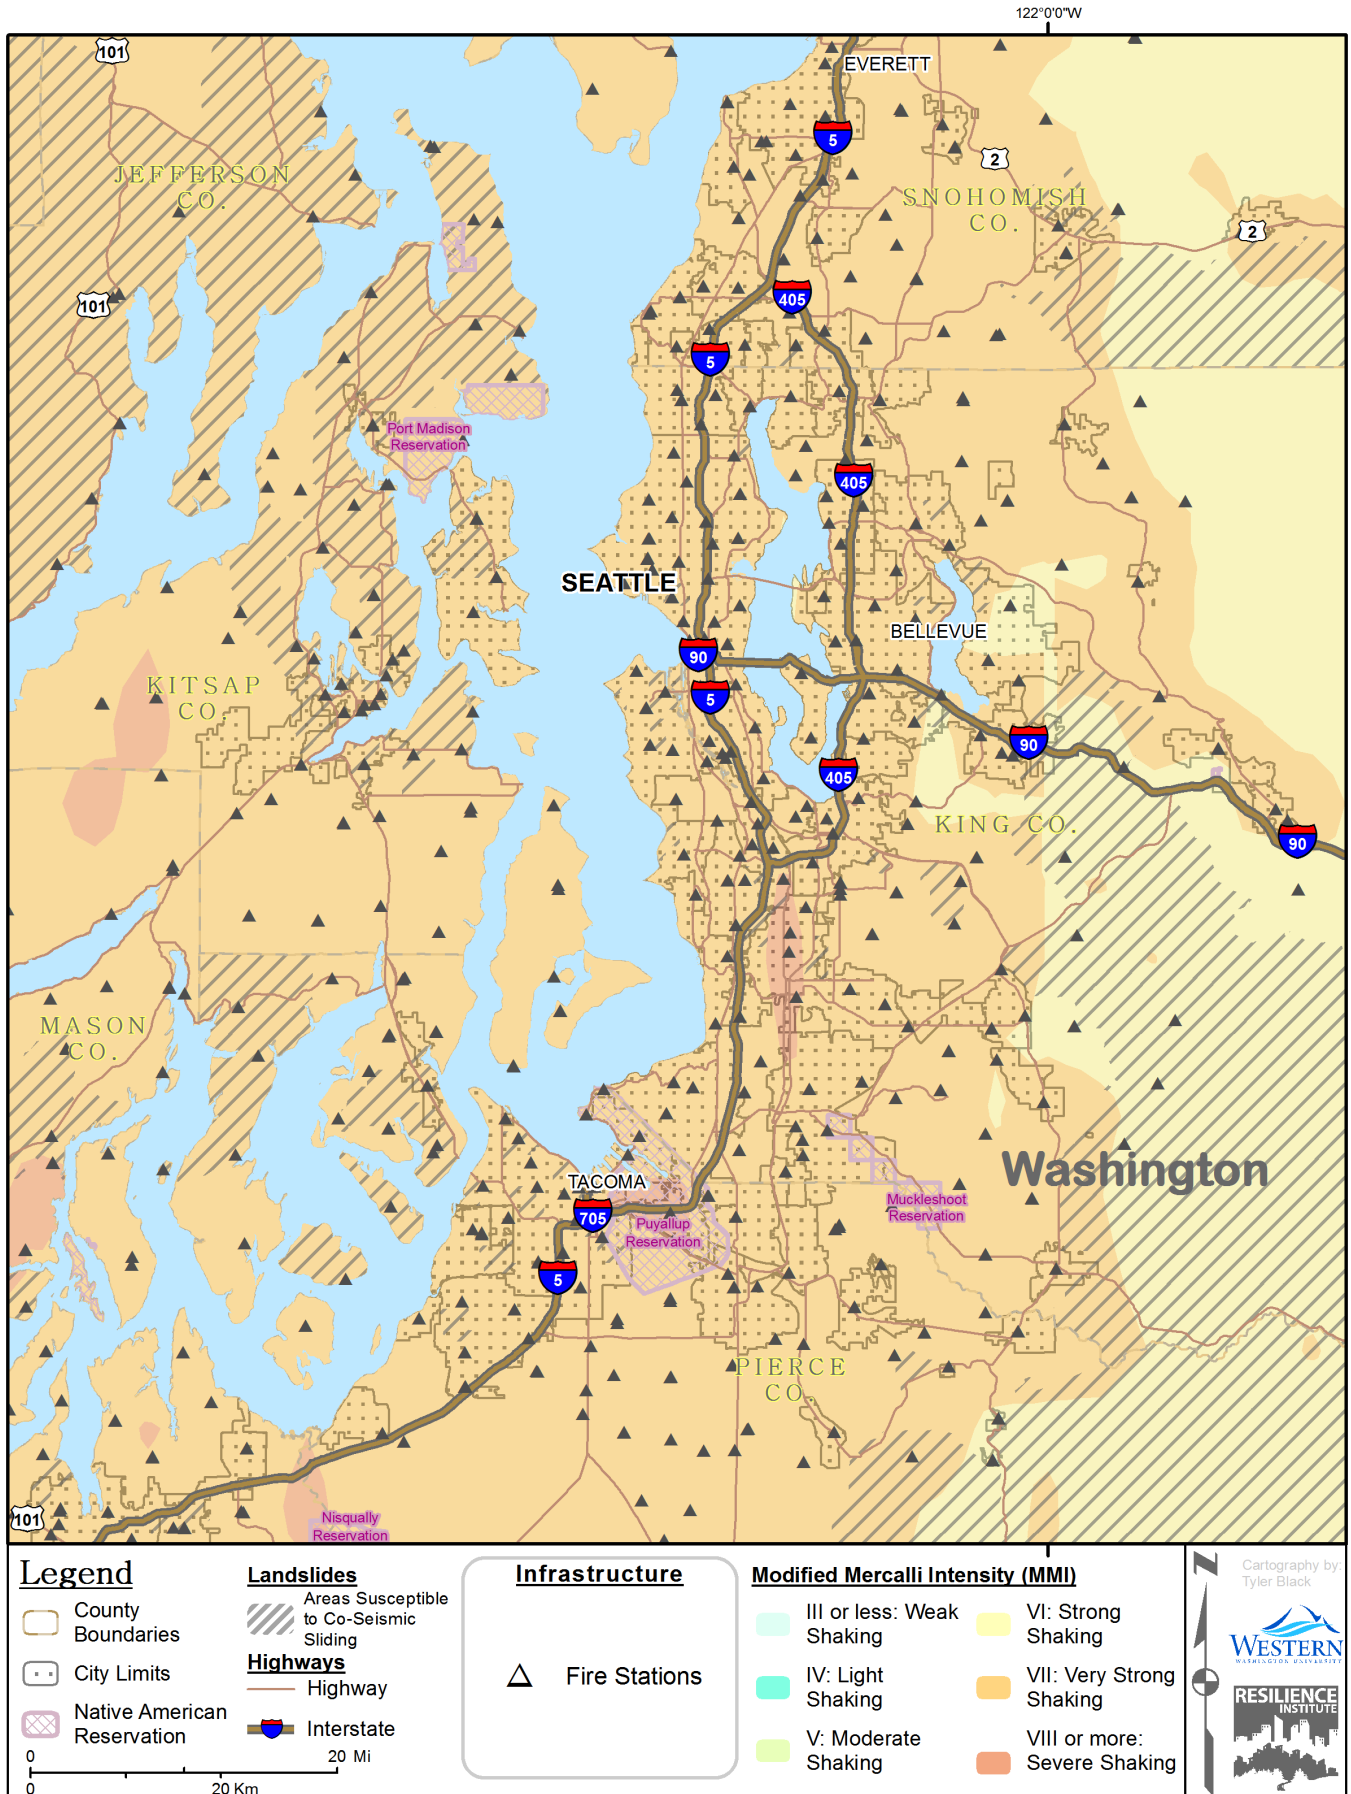 122°0'0"W
101
EVERETT
5
2
JEFFERSON
CO.
SNOHOMISH
CO.
2
101
405
5
Port Madison
Reservation
405
SEATTLE
BELLEVUE
90
KITSAP
CO.
5
90
405
KING CO.
90
MASON
CO.
Washington
TACOMA
Muckleshoot
Reservation
705
Puyallup
Reservation
5
PIERCE
CO.
101
Nisqually
Reservation
Legend
County
Boundaries
City Limits
Native American
Reservation
0 20 Mi
0 20 Km
Landslides
Areas Susceptible
to Co-Seismic
Sliding
Highways
Highway
Interstate
Infrastructure
Fire Stations
Modified Mercalli Intensity (MMI)
III or less: Weak
Shaking
IV: Light
Shaking
V: Moderate
Shaking
VI: Strong
Shaking
VII: Very Strong
Shaking
VIII or more:
Severe Shaking
N
Cartography by:
Tyler Black
WESTERN
WASHINGTON UNIVERSITY
RESILIENCE
INSTITUTE